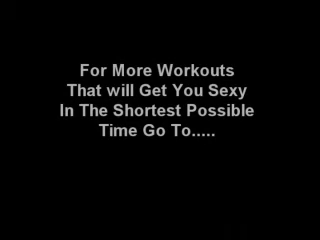 For More Workouts
That will Get You Sexy
In The Shortest Possible
Time Go To.....